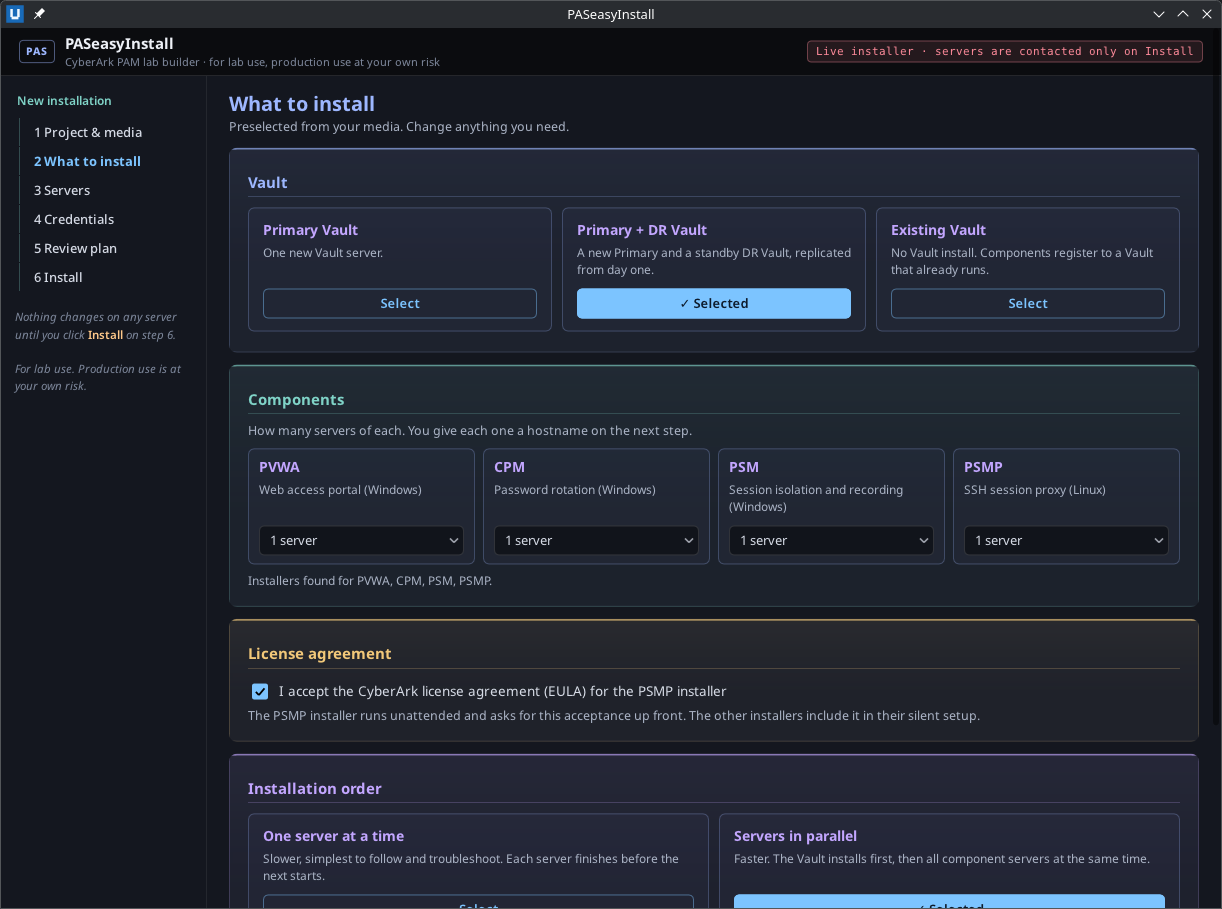 PASeasyInstall
PAS
PASeasyInstall
CyberArk PAM lab builder · for lab use, production use at your own risk
Live installer · servers are contacted only on Install
New installation
1 Project & media
2 What to install
3 Servers
4 Credentials
5 Review plan
6 Install
Nothing changes on any server
until you click Install on step 6.
For lab use. Production use is at
your own risk.
What to install
Preselected from your media. Change anything you need.
Vault
Primary Vault
One new Vault server.
Select
Primary + DR Vault
A new Primary and a standby DR Vault, replicated
from day one.
✓ Selected
Existing Vault
No Vault install. Components register to a Vault
that already runs.
Select
Components
How many servers of each. You give each one a hostname on the next step.
PVWA
Web access portal (Windows)
1 server
CPM
Password rotation (Windows)
1 server
PSM
Session isolation and recording
(Windows)
1 server
PSMP
SSH session proxy (Linux)
1 server
Installers found for PVWA, CPM, PSM, PSMP.
License agreement
I accept the CyberArk license agreement (EULA) for the PSMP installer
The PSMP installer runs unattended and asks for this acceptance up front. The other installers include it in their silent setup.
Installation order
One server at a time
Slower, simplest to follow and troubleshoot. Each server finishes before the
next starts.
Select
Servers in parallel
Faster. The Vault installs first, then all component servers at the same time.
✓ Selected